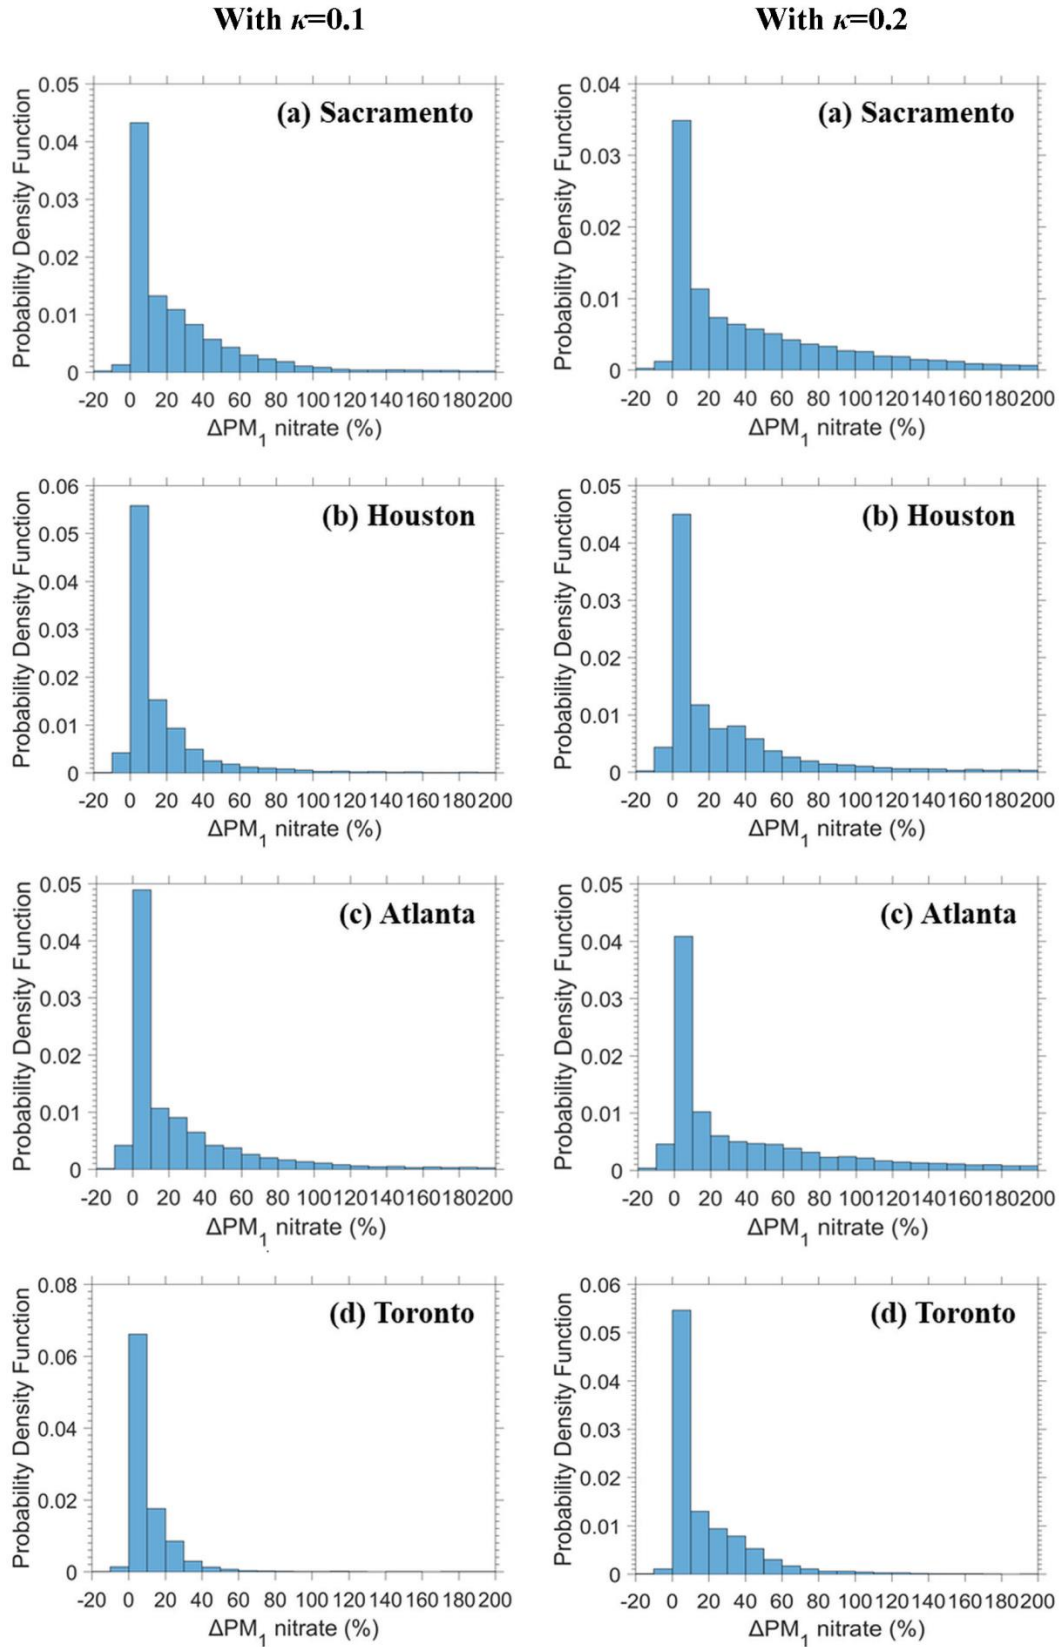 With κ=0.1
With κ=0.2
(a) Sacramento
Probability Density Function
0.05
0.04
0.03
0.02
0.01
0
-20 0 20 40 60 80 100 120 140 160 180 200
ΔPM1 nitrate (%)
(a) Sacramento
Probability Density Function
0.04
0.03
0.02
0.01
0
-20 0 20 40 60 80 100 120 140 160 180 200
ΔPM1 nitrate (%)
(b) Houston
Probability Density Function
0.06
0.05
0.04
0.03
0.02
0.01
0
-20 0 20 40 60 80 100 120 140 160 180 200
ΔPM1 nitrate (%)
(b) Houston
Probability Density Function
0.05
0.04
0.03
0.02
0.01
0
-20 0 20 40 60 80 100 120 140 160 180 200
ΔPM1 nitrate (%)
(c) Atlanta
Probability Density Function
0.05
0.04
0.03
0.02
0.01
0
-20 0 20 40 60 80 100 120 140 160 180 200
ΔPM1 nitrate (%)
(c) Atlanta
Probability Density Function
0.05
0.04
0.03
0.02
0.01
0
-20 0 20 40 60 80 100 120 140 160 180 200
ΔPM1 nitrate (%)
(d) Toronto
Probability Density Function
0.08
0.06
0.04
0.02
0
-20 0 20 40 60 80 100 120 140 160 180 200
ΔPM1 nitrate (%)
(d) Toronto
Probability Density Function
0.06
0.05
0.04
0.03
0.02
0.01
0
-20 0 20 40 60 80 100 120 140 160 180 200
ΔPM1 nitrate (%)